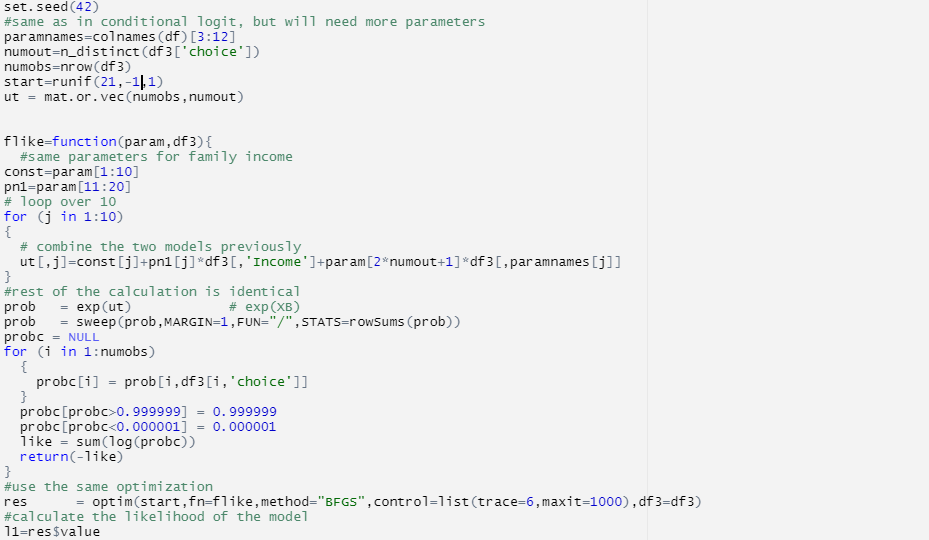 set.seed(42)
#same as in conditional logit, but will need more parameters
paramnames=colnames(df)[3:12]
numout=n_distinct(df3['choice'])
numobs=nrow(df3)
start=runif(21,-1,1)
ut = mat.or.vec(numobs,numout)
flike=function(param,df3){
#same parameters for family income
const=param[1:10]
pn1=param[11:20]
# loop over 10
for (j in 1:10)
{
# combine the two models previously
ut[,j]=const[j]+pn1[j]*df3[,'Income']+param[2*numout+1]*df3[,paramnames[j]]
}
#rest of the calculation is identical
prob   = exp(ut)            # exp(XB)
prob   = sweep(prob,MARGIN=1,FUN="/",STATS=rowSums(prob))
probc = NULL
for (i in 1:numobs)
{
probc[i] = prob[i,df3[i,'choice']]
}
probc[probc>0.999999] = 0.999999
probc[probc<0.000001] = 0.000001
like = sum(log(probc))
return(-like)
}
#use the same optimization
res      = optim(start,fn=flike,method="BFGS",control=list(trace=6,maxit=1000),df3=df3)
#calculate the likelihood of the model
l1=res$value